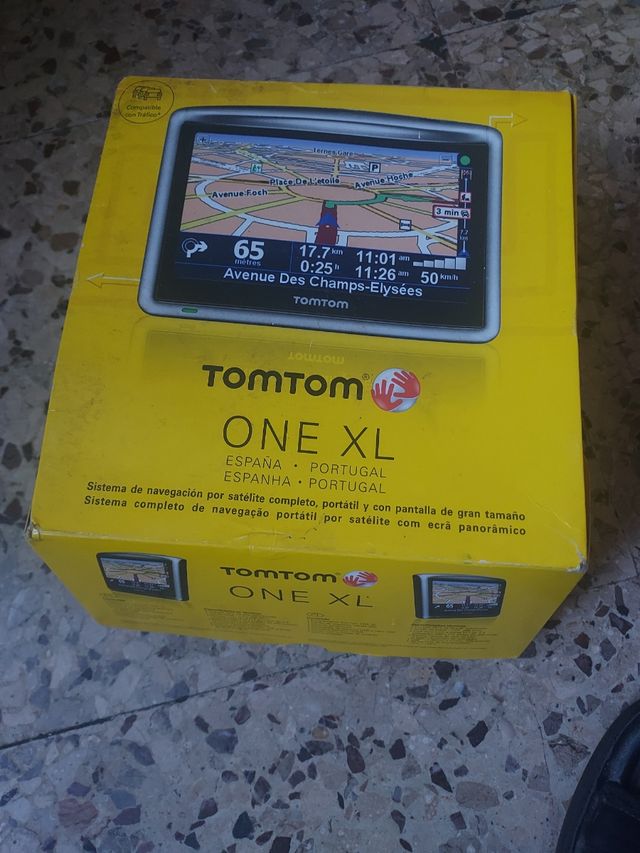 Compatible
con Tráfico*
Ternes Gare
P
Place De L'etoile
Avenue Hoche
Avenue Foch
3 min
65
metres
17.7 km
11:01 am
0:25 h
11:26 am
50 km/h
Avenue Des Champs-Elysées
TOMTOM
TOMTOM®
ONE XL
ESPAÑA · PORTUGAL
ESPANHA · PORTUGAL
Sistema de navegación por satélite completo, portátil y con pantalla de gran tamaño
Sistema completo de navegação portátil por satélite com ecrã panorâmico
TOMTOM
ONE XL
65